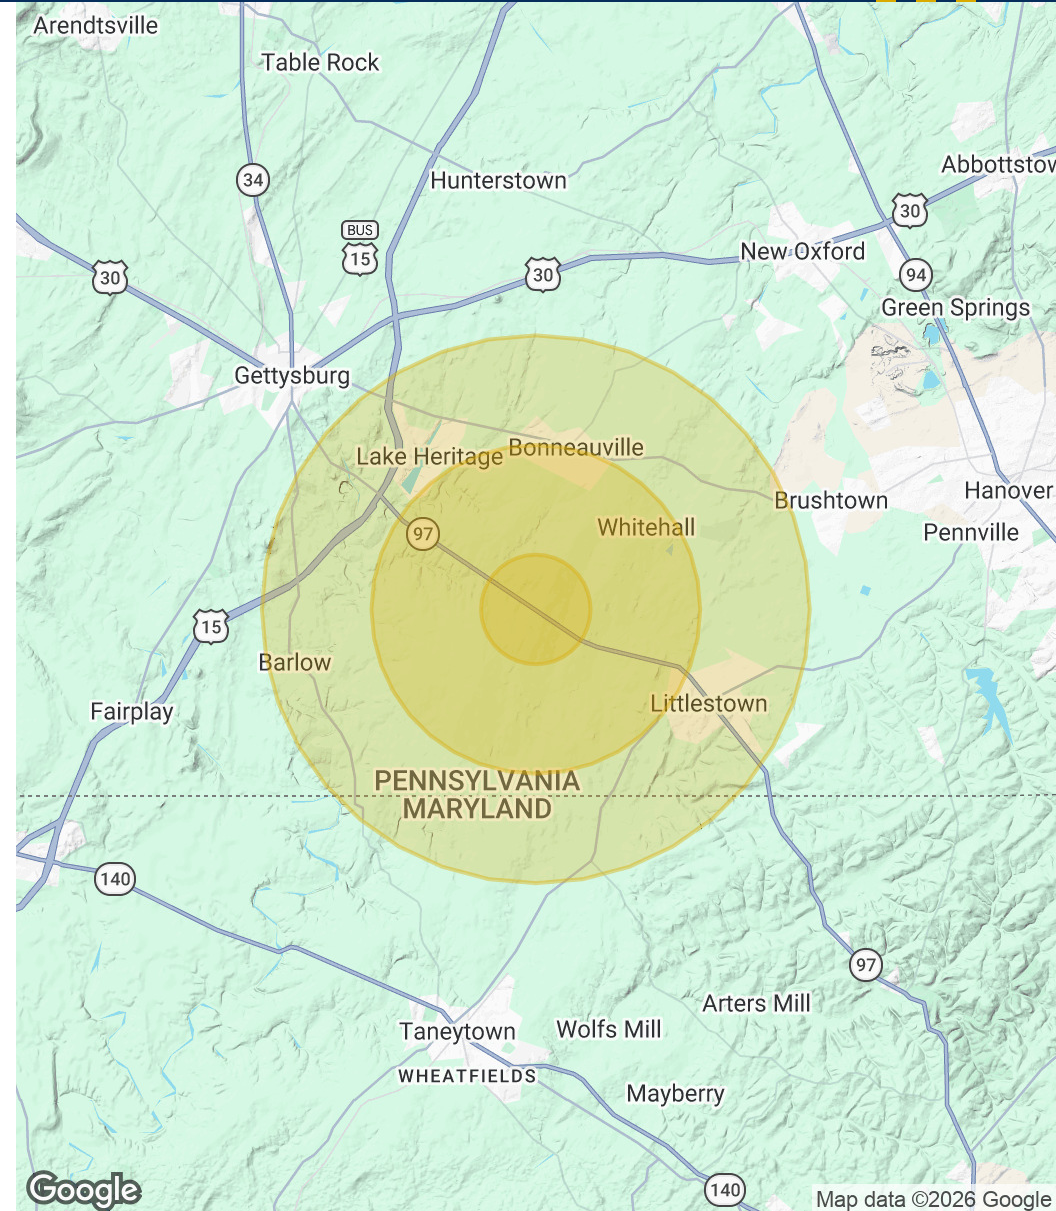 Arendtsville
Table Rock
34
Hunterstown
Abbottstow
30
BUS
15
New Oxford
30
30
94
Green Springs
Gettysburg
Lake Heritage
Bonneauville
Brushtown
Hanover
97
Whitehall
Pennville
15
Barlow
Littlestown
Fairplay
PENNSYLVANIA
MARYLAND
140
97
Arters Mill
Taneytown
Wolfs Mill
WHEATFIELDS
Mayberry
Google
140
Map data ©2026 Google